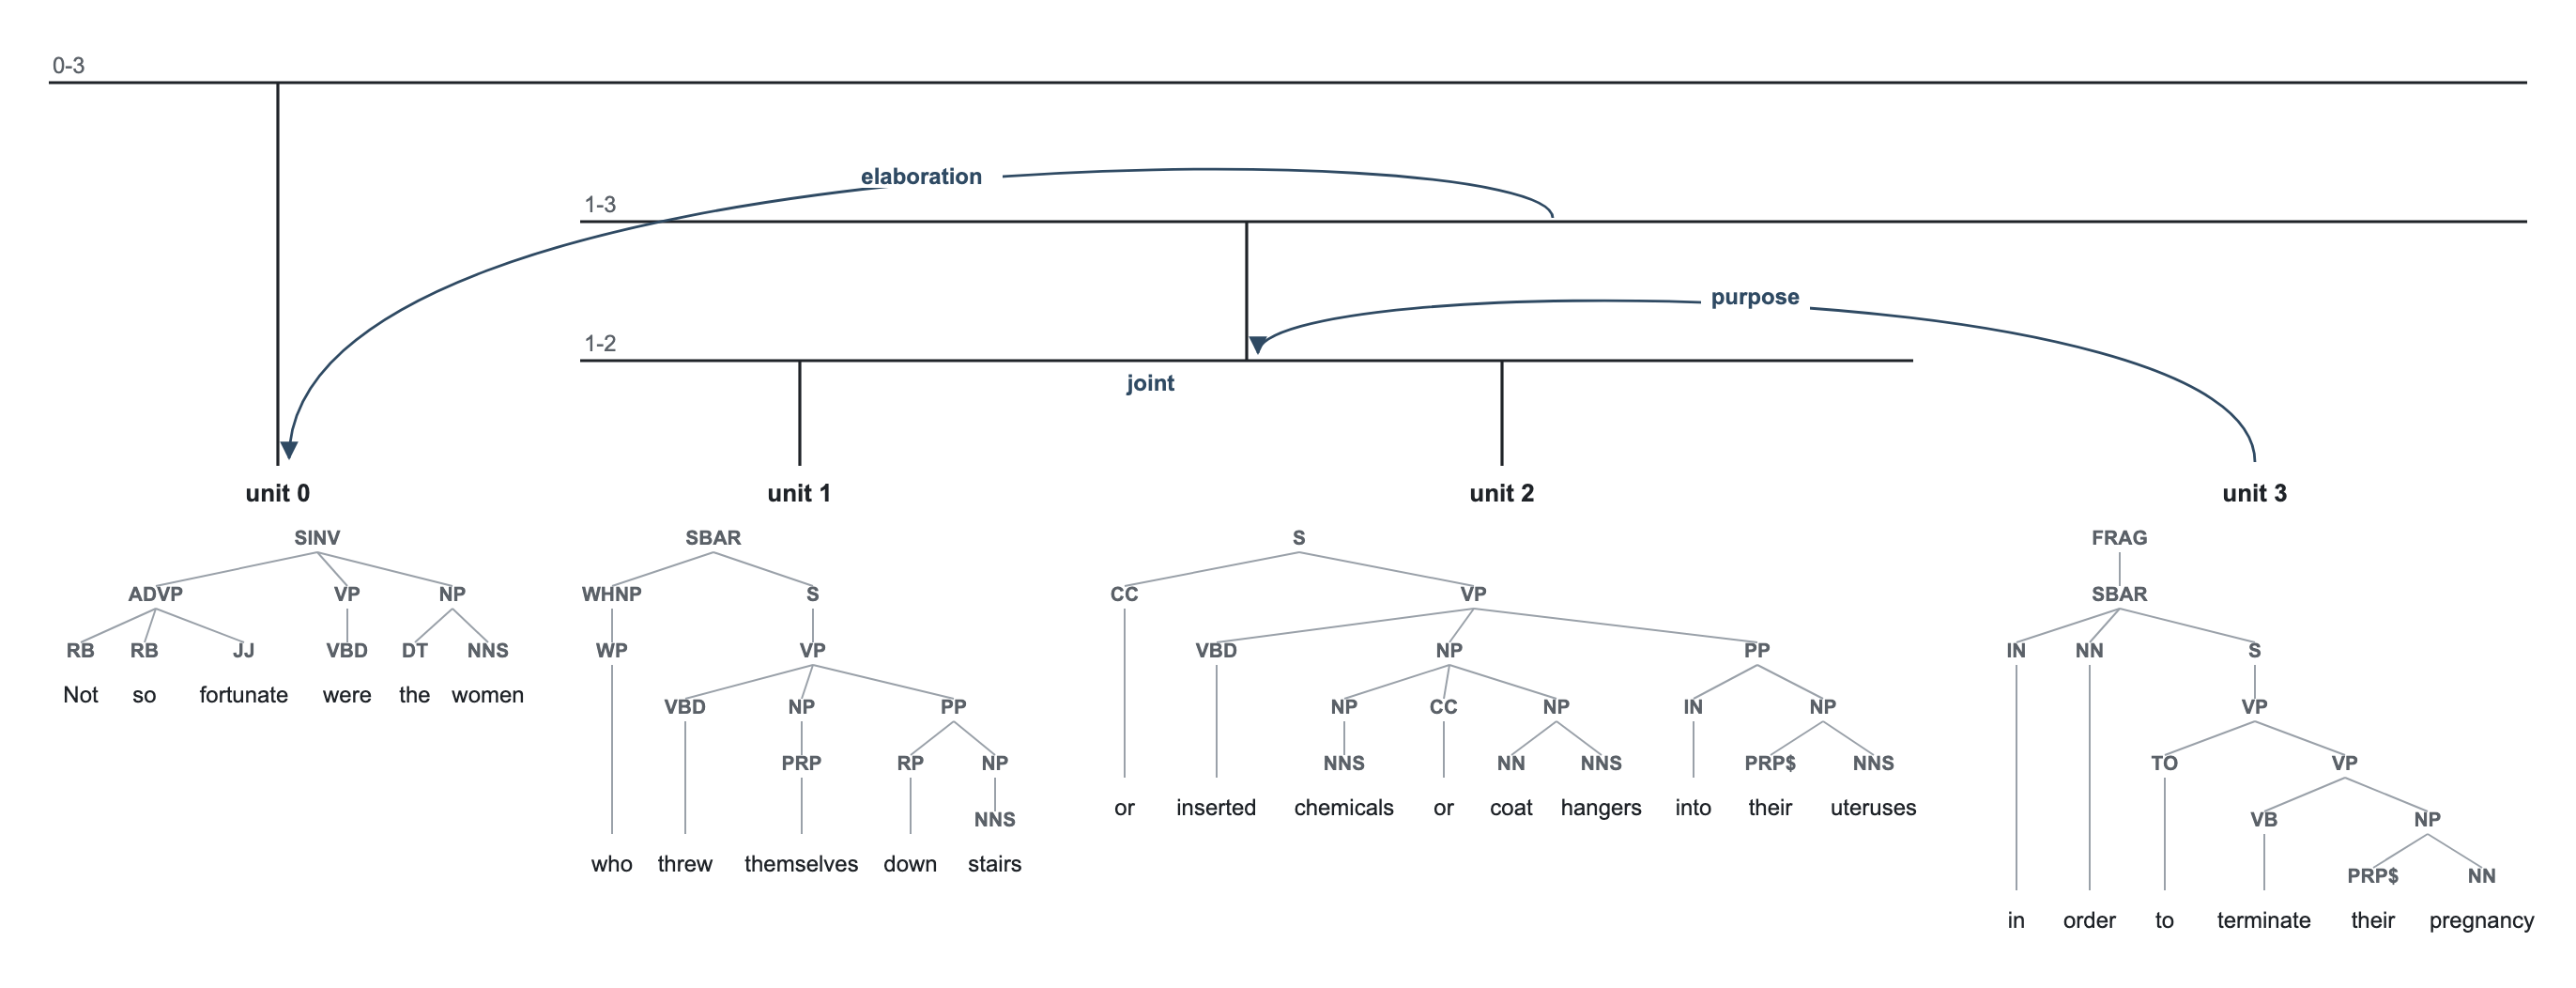 0-3
elaboration
1-3
purpose
1-2
joint
unit 0 unit 1 unit 2 unit 3
SINV SBAR S FRAG
ADVP VP NP WHNP S CC VP SBAR
RB RB JJ VBD DT NNS WP VP VBD NP PP IN NN S
Not so fortunate were the women
VBD NP PP NP CC NP IN NP VP
PRP RP NP NNS NN NNS PRP$ NNS TO VP
or inserted chemicals or coat hangers into their uteruses
NNS VB NP
who threw themselves down stairs
PRP$ NN
in order to terminate their pregnancy